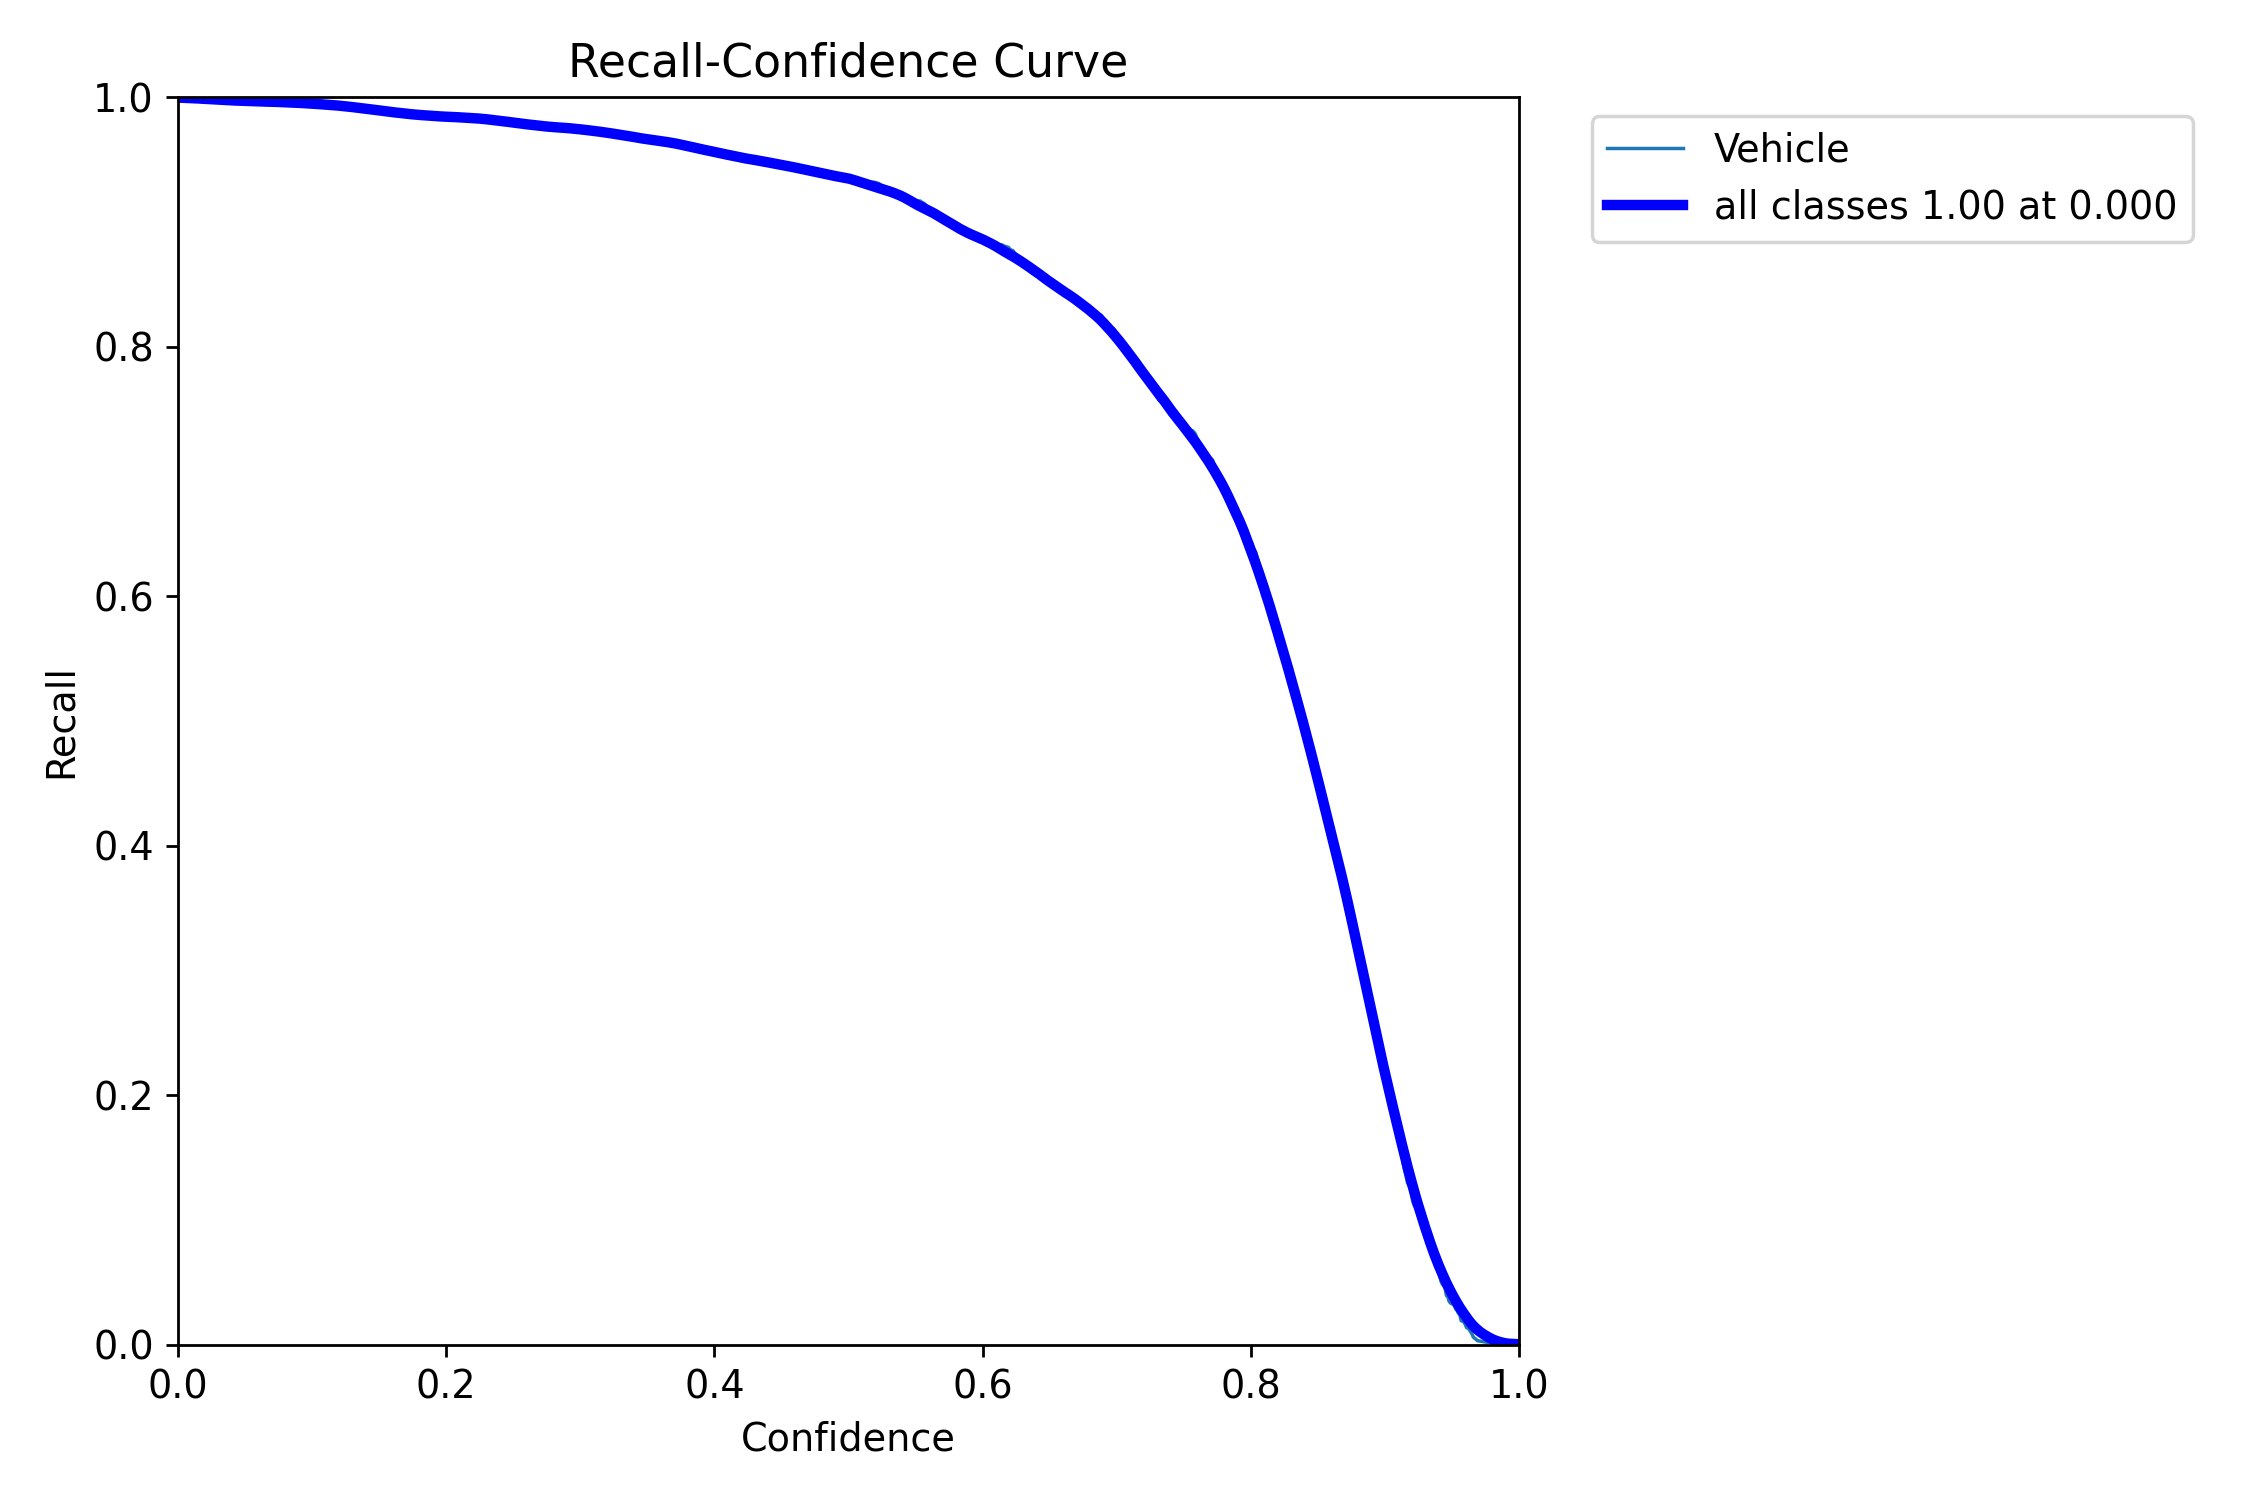 Recall-Confidence Curve
Vehicle
all classes 1.00 at 0.000
1.0
0.8
0.6
0.4
0.2
0.0
Recall
0.0 0.2 0.4 0.6 0.8 1.0
Confidence